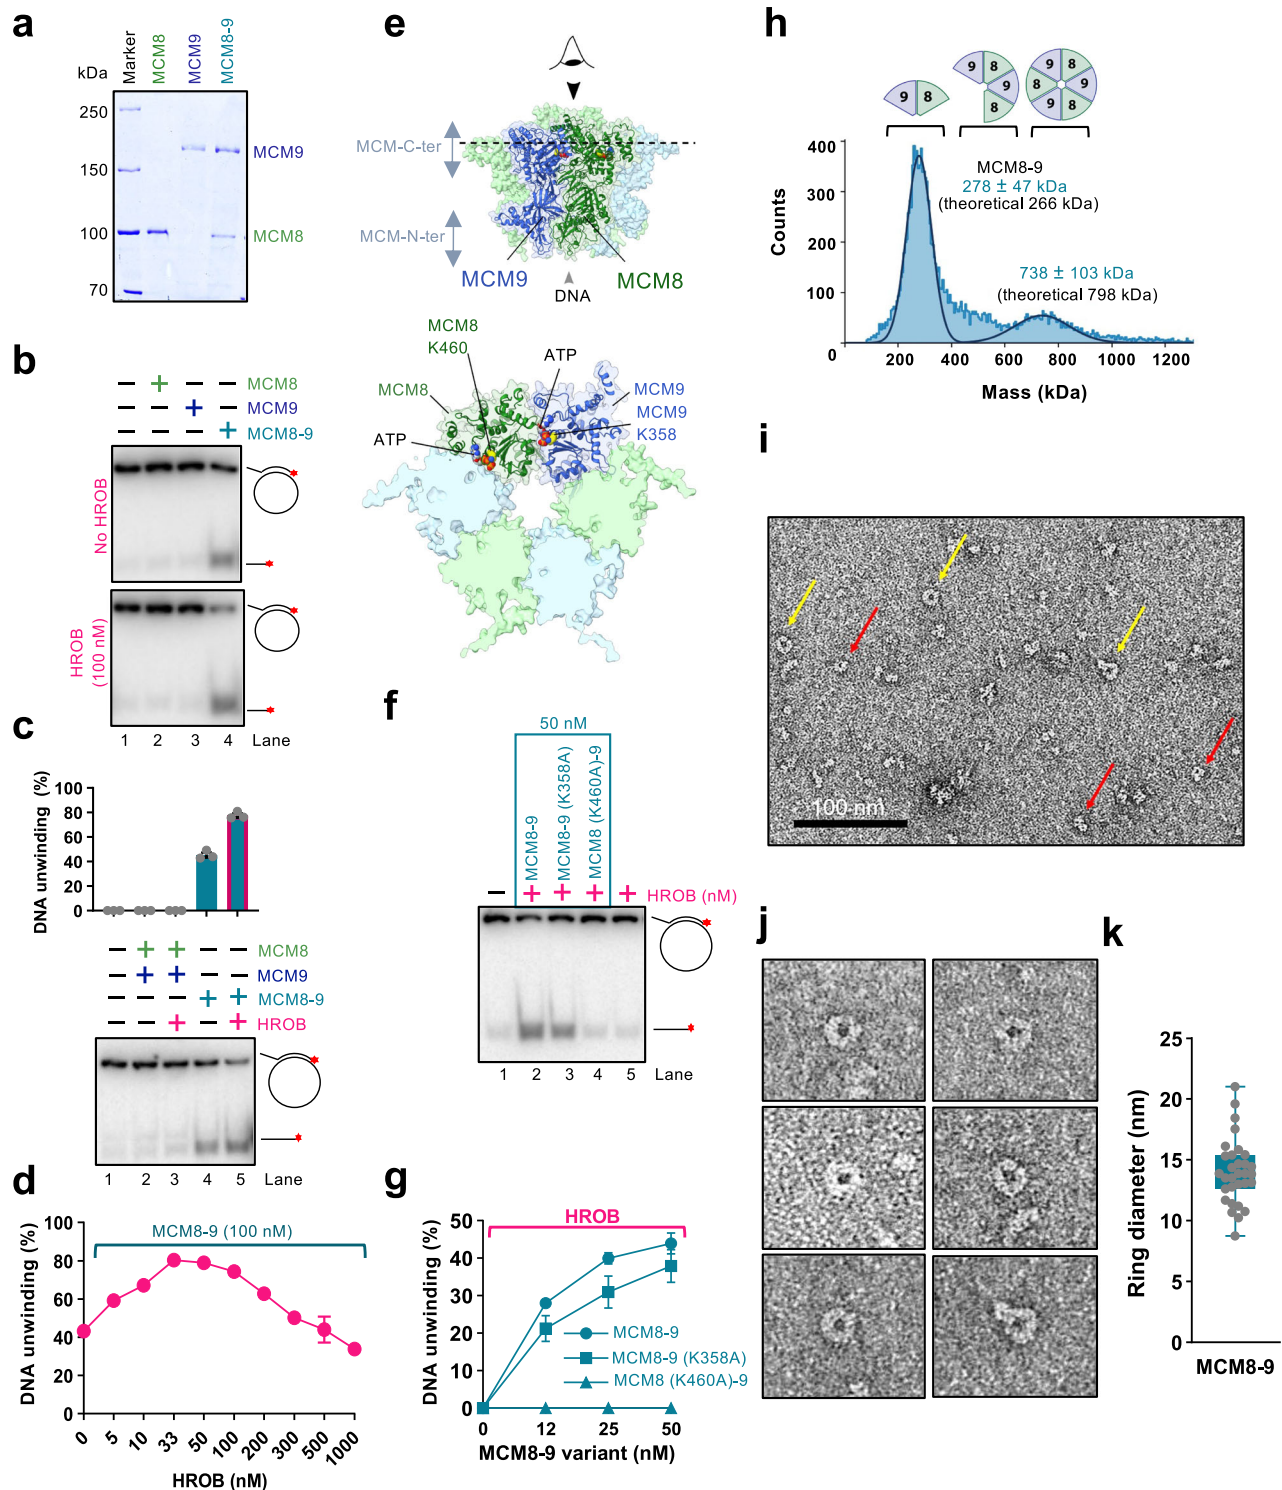 a
kDa
Marker
MCM8
MCM9
MCM8-9
250
150
100
70
MCM9
MCM8
b
MCM8
MCM9
MCM8-9
No HROB
HROB
(100 nM)
1 2 3 4 Lane
c
DNA unwinding (%)
100
80
60
40
20
0
MCM8
MCM9
MCM8-9
HROB
1 2 3 4 5 Lane
d
MCM8-9 (100 nM)
DNA unwinding (%)
100
80
60
40
20
0
0 5 10 33 50 100 200 300 500 1000
HROB (nM)
e
MCM-C-ter
MCM-N-ter
MCM9
MCM8
DNA
MCM8
K460
ATP
MCM8
MCM9
MCM9
K358
ATP
f
50 nM
MCM8-9
MCM8-9 (K358A)
MCM8 (K460A)-9
HROB (nM)
1 2 3 4 5 Lane
g
HROB
DNA unwinding (%)
50
40
30
20
10
0
MCM8-9
MCM8-9 (K358A)
MCM8 (K460A)-9
0 12 25 50
MCM8-9 variant (nM)
h
9 8
9 8 9 8
9 8 9 8 9 8
Counts
400
300
200
100
0
MCM8-9
278 ± 47 kDa
(theoretical 266 kDa)
738 ± 103 kDa
(theoretical 798 kDa)
200 400 600 800 1000 1200
Mass (kDa)
i
100 nm
j
k
Ring diameter (nm)
25
20
15
10
5
0
MCM8-9